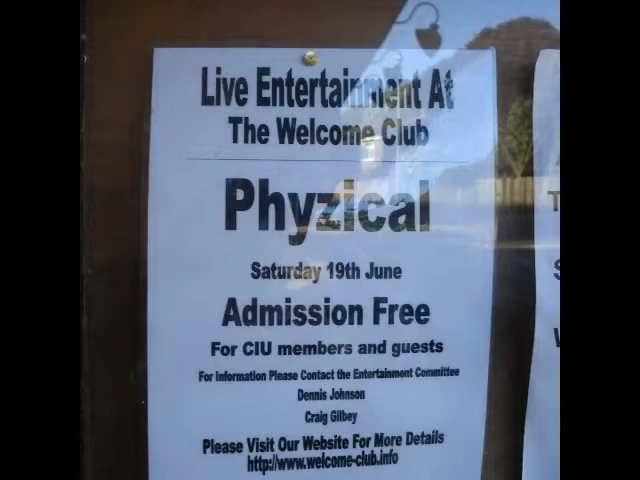 Live Entertainment At
The Welcome Club
Phyzical
Saturday 19th June
Admission Free
For CIU members and guests
For Information Please Contact the Entertainment Committee
Dennis Johnson
Craig Gilbey
Please Visit Our Website For More Details
http://www.welcome-club.info